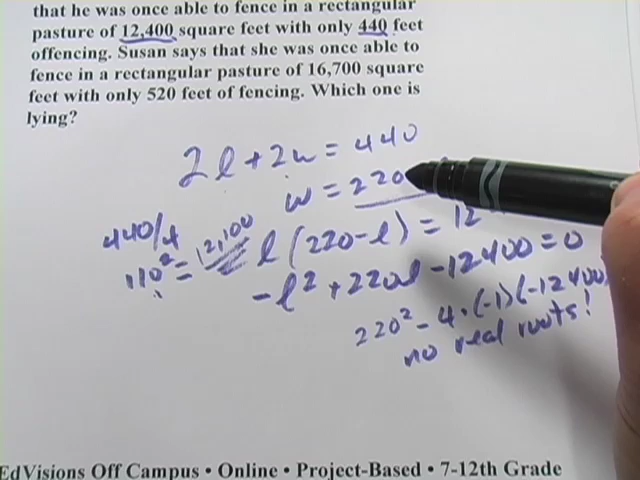 that he was once able to fence in a rectangular
pasture of 12,400 square feet with only 440 feet
offencing. Susan says that she was once able to
fence in a rectangular pasture of 16,700 square
feet with only 520 feet of fencing. Which one is
lying?
2l + 2w = 440
w = 220
440/4
110² = 12,100
l (220 - l) = 12
-l² + 220l - 12400 = 0
220² - 4 · (-1)(-12400)
no real roots!
EdVisions Off Campus • Online • Project-Based • 7-12th Grade